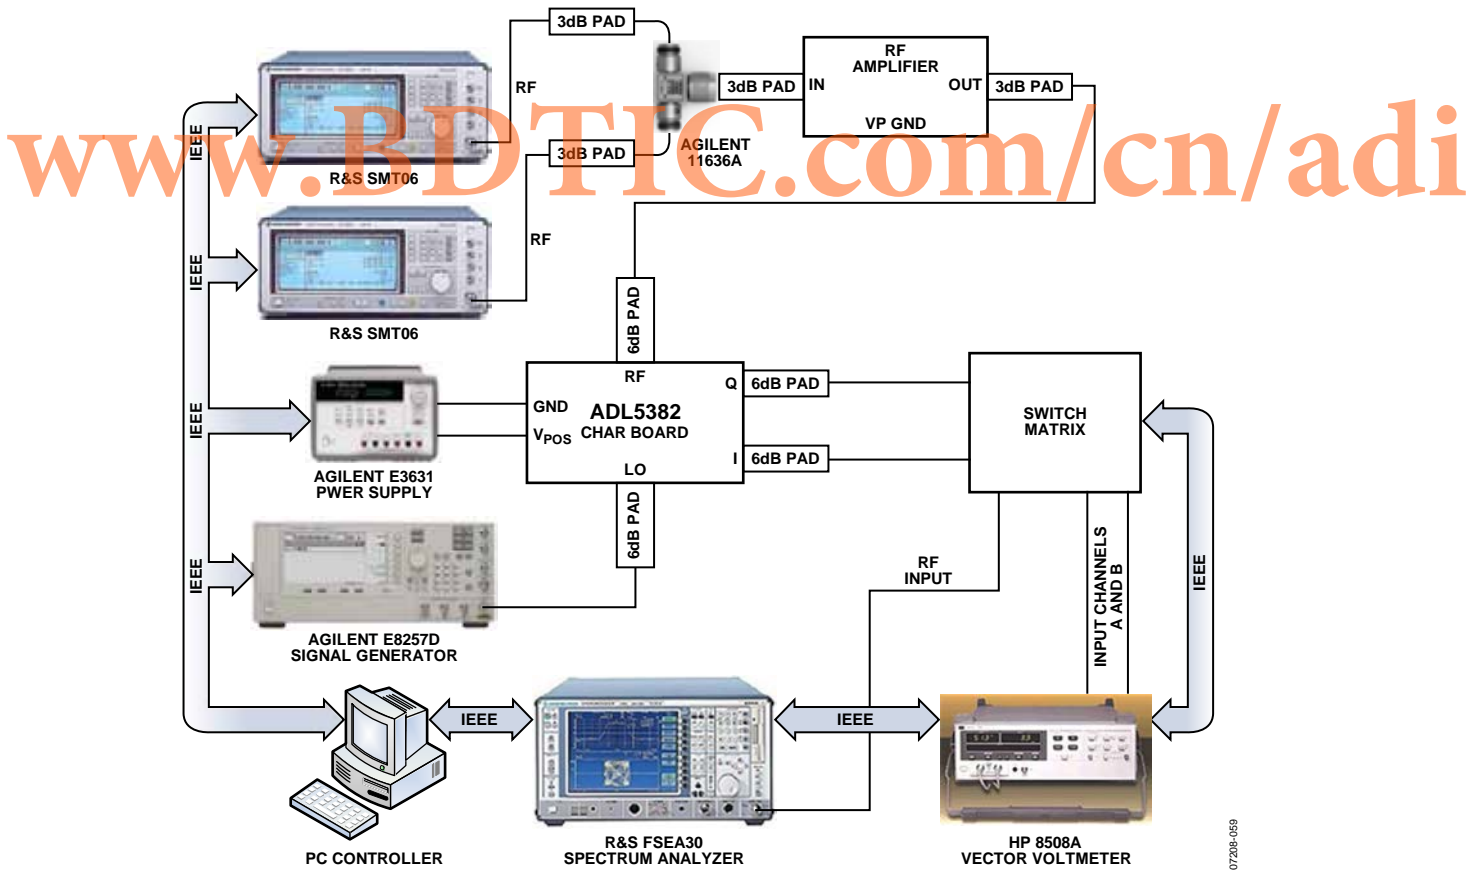 3dB PAD
RF
R&S SMT06
IEEE
3dB PAD
AGILENT
11636A
3dB PAD
IN
RF
AMPLIFIER
OUT
VP GND
3dB PAD
www.BDTIC.com/cn/adi
IEEE
RF
R&S SMT06
6dB PAD
IEEE
AGILENT E3631
PWER SUPPLY
RF
GND
VPOS
ADL5382
CHAR BOARD
LO
Q
I
6dB PAD
6dB PAD
SWITCH
MATRIX
6dB PAD
IEEE
AGILENT E8257D
SIGNAL GENERATOR
RF
INPUT
INPUT CHANNELS
A AND B
IEEE
IEEE
IEEE
PC CONTROLLER
R&S FSEA30
SPECTRUM ANALYZER
HP 8508A
VECTOR VOLTMETER
07208-059